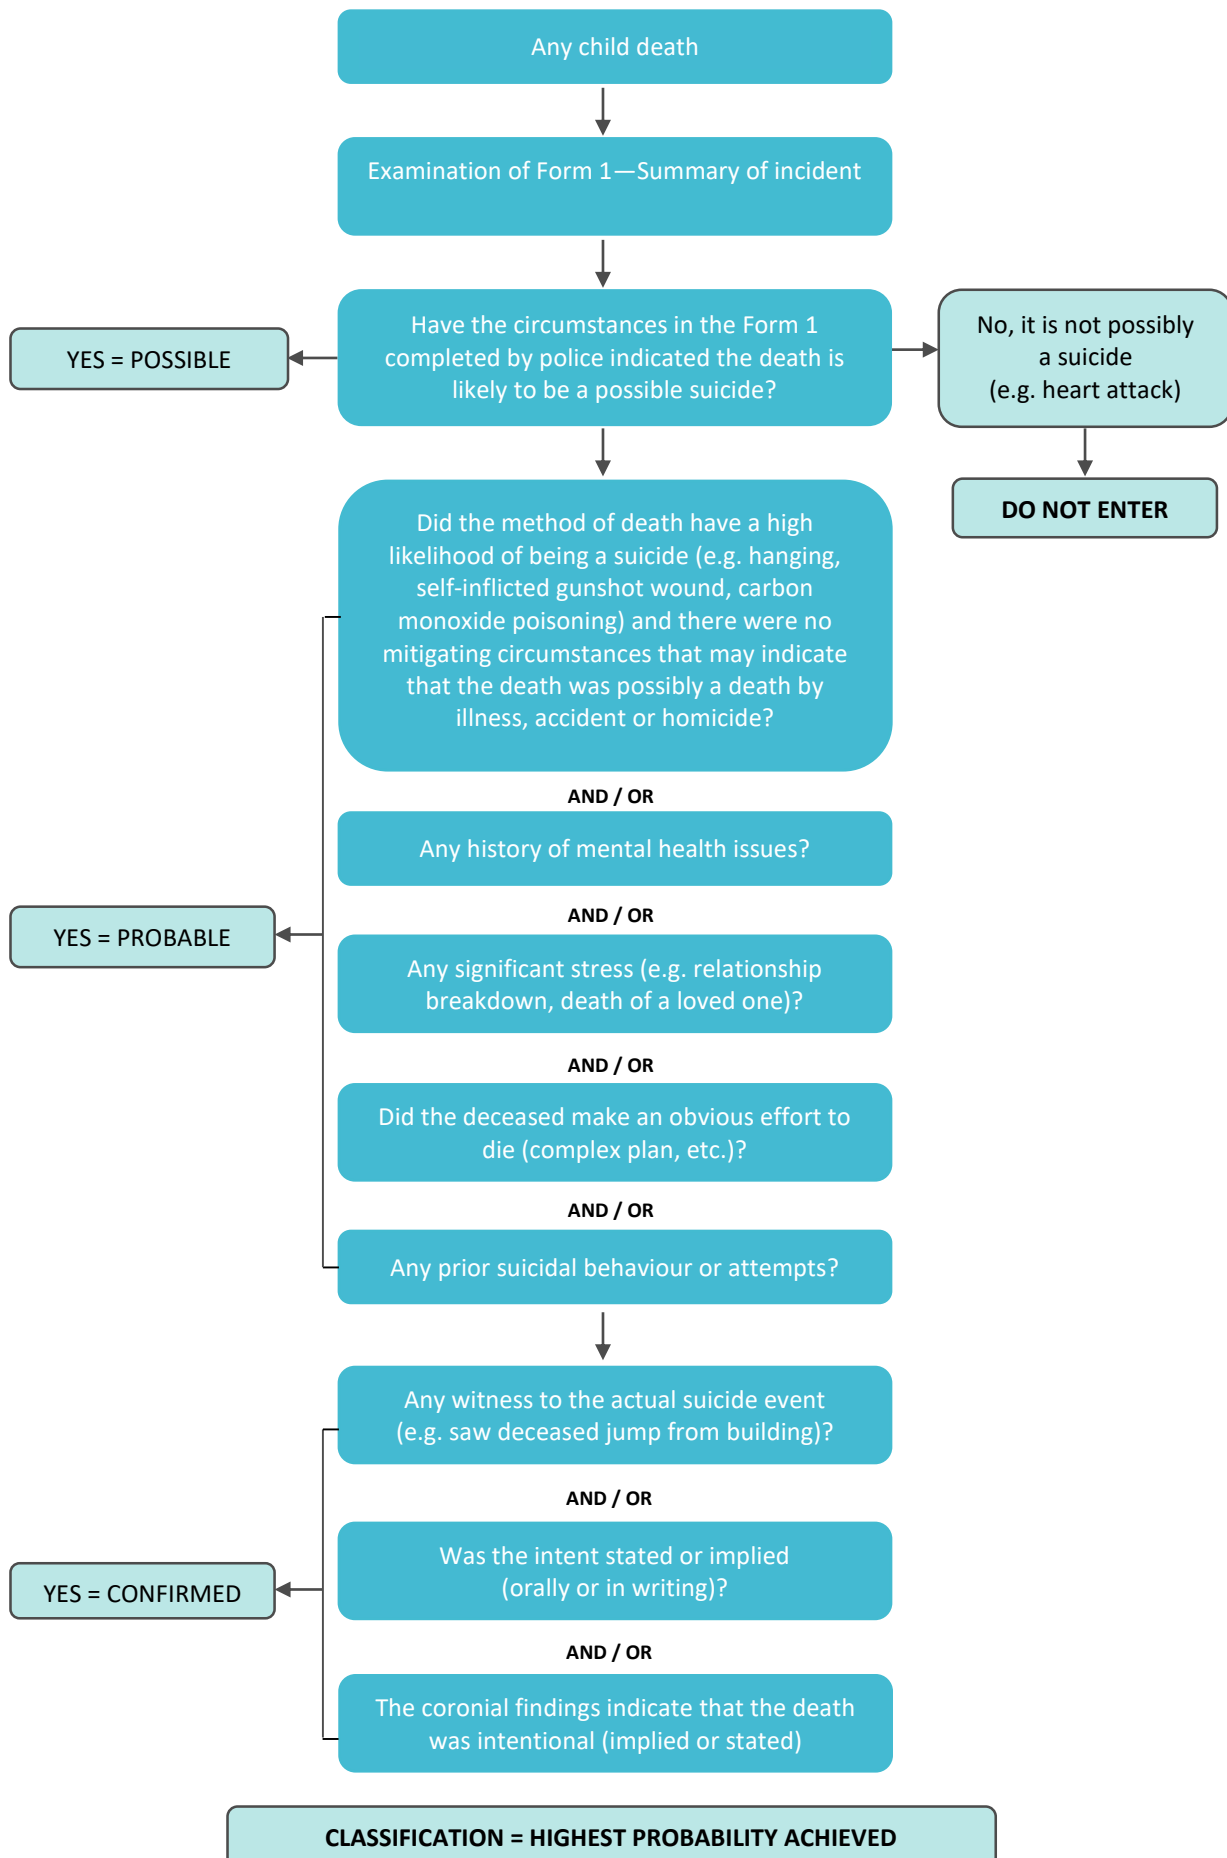 Any child death
Examination of Form 1—Summary of incident
Have the circumstances in the Form 1
completed by police indicated the death is
likely to be a possible suicide?
YES = POSSIBLE
No, it is not possibly
a suicide
(e.g. heart attack)
DO NOT ENTER
Did the method of death have a high
likelihood of being a suicide (e.g. hanging,
self-inflicted gunshot wound, carbon
monoxide poisoning) and there were no
mitigating circumstances that may indicate
that the death was possibly a death by
illness, accident or homicide?
AND / OR
Any history of mental health issues?
AND / OR
YES = PROBABLE
Any significant stress (e.g. relationship
breakdown, death of a loved one)?
AND / OR
Did the deceased make an obvious effort to
die (complex plan, etc.)?
AND / OR
Any prior suicidal behaviour or attempts?
Any witness to the actual suicide event
(e.g. saw deceased jump from building)?
AND / OR
Was the intent stated or implied
(orally or in writing)?
YES = CONFIRMED
AND / OR
The coronial findings indicate that the death
was intentional (implied or stated)
CLASSIFICATION = HIGHEST PROBABILITY ACHIEVED